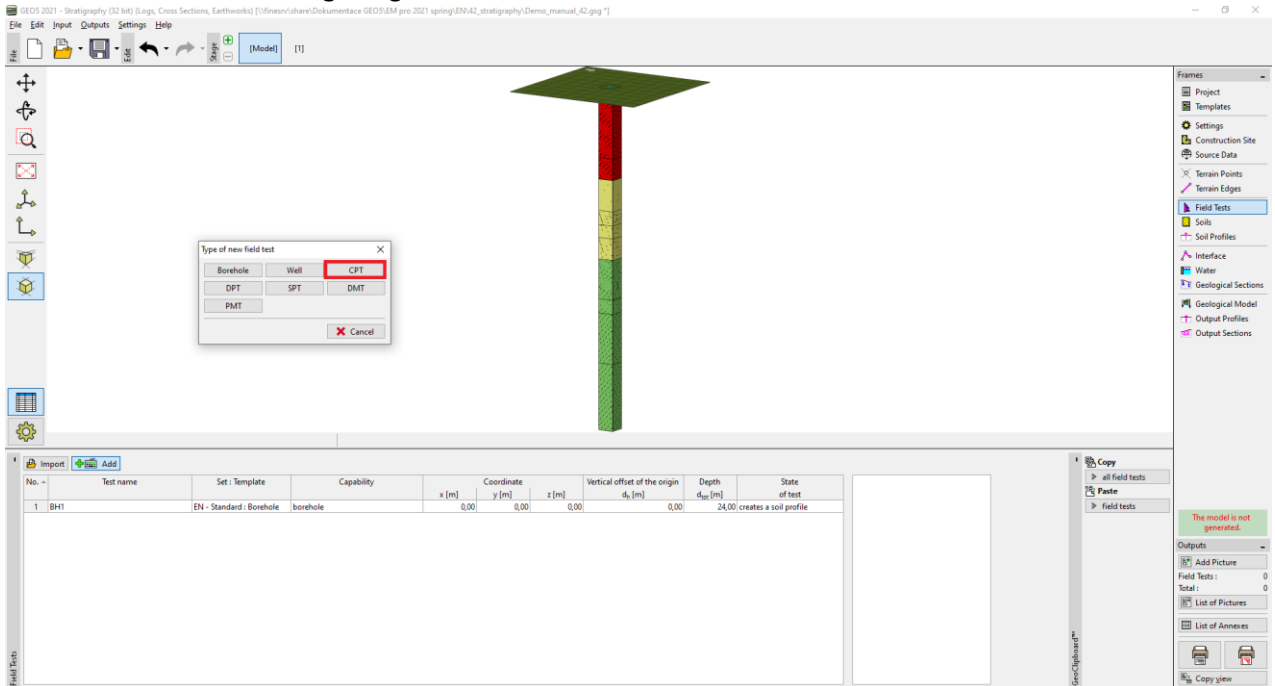 GEO5 2021 - Stratigraphy (32 bit) (Logs, Cross Sections, Earthworks) [\\finesrv\share\Dokumentace GEO5\EM pro 2021 spring\EN\42_stratigraphy\Demo_manual_42.gsg *]
File Edit Input Outputs Settings Help
File
Edit
Stage
[Model] [1]
Frames
Project
Templates
Settings
Construction Site
Source Data
Terrain Points
Terrain Edges
Field Tests
Soils
Soil Profiles
Interface
Water
Geological Sections
Geological Model
Output Profiles
Output Sections
Type of new field test
Borehole Well CPT
DPT SPT DMT
PMT
Cancel
Import Add
No. Test name Set : Template Capability Coordinate Vertical offset of the origin Depth State
x [m] y [m] z [m] dh [m] dtot [m] of test
1 BH1 EN - Standard : Borehole borehole 0,00 0,00 0,00 0,00 24,00 creates a soil profile
Field Tests
GeoClipboard™
Copy
all field tests
Paste
field tests
The model is not
generated.
Outputs
Add Picture
Field Tests : 0
Total : 0
List of Pictures
List of Annexes
Copy view